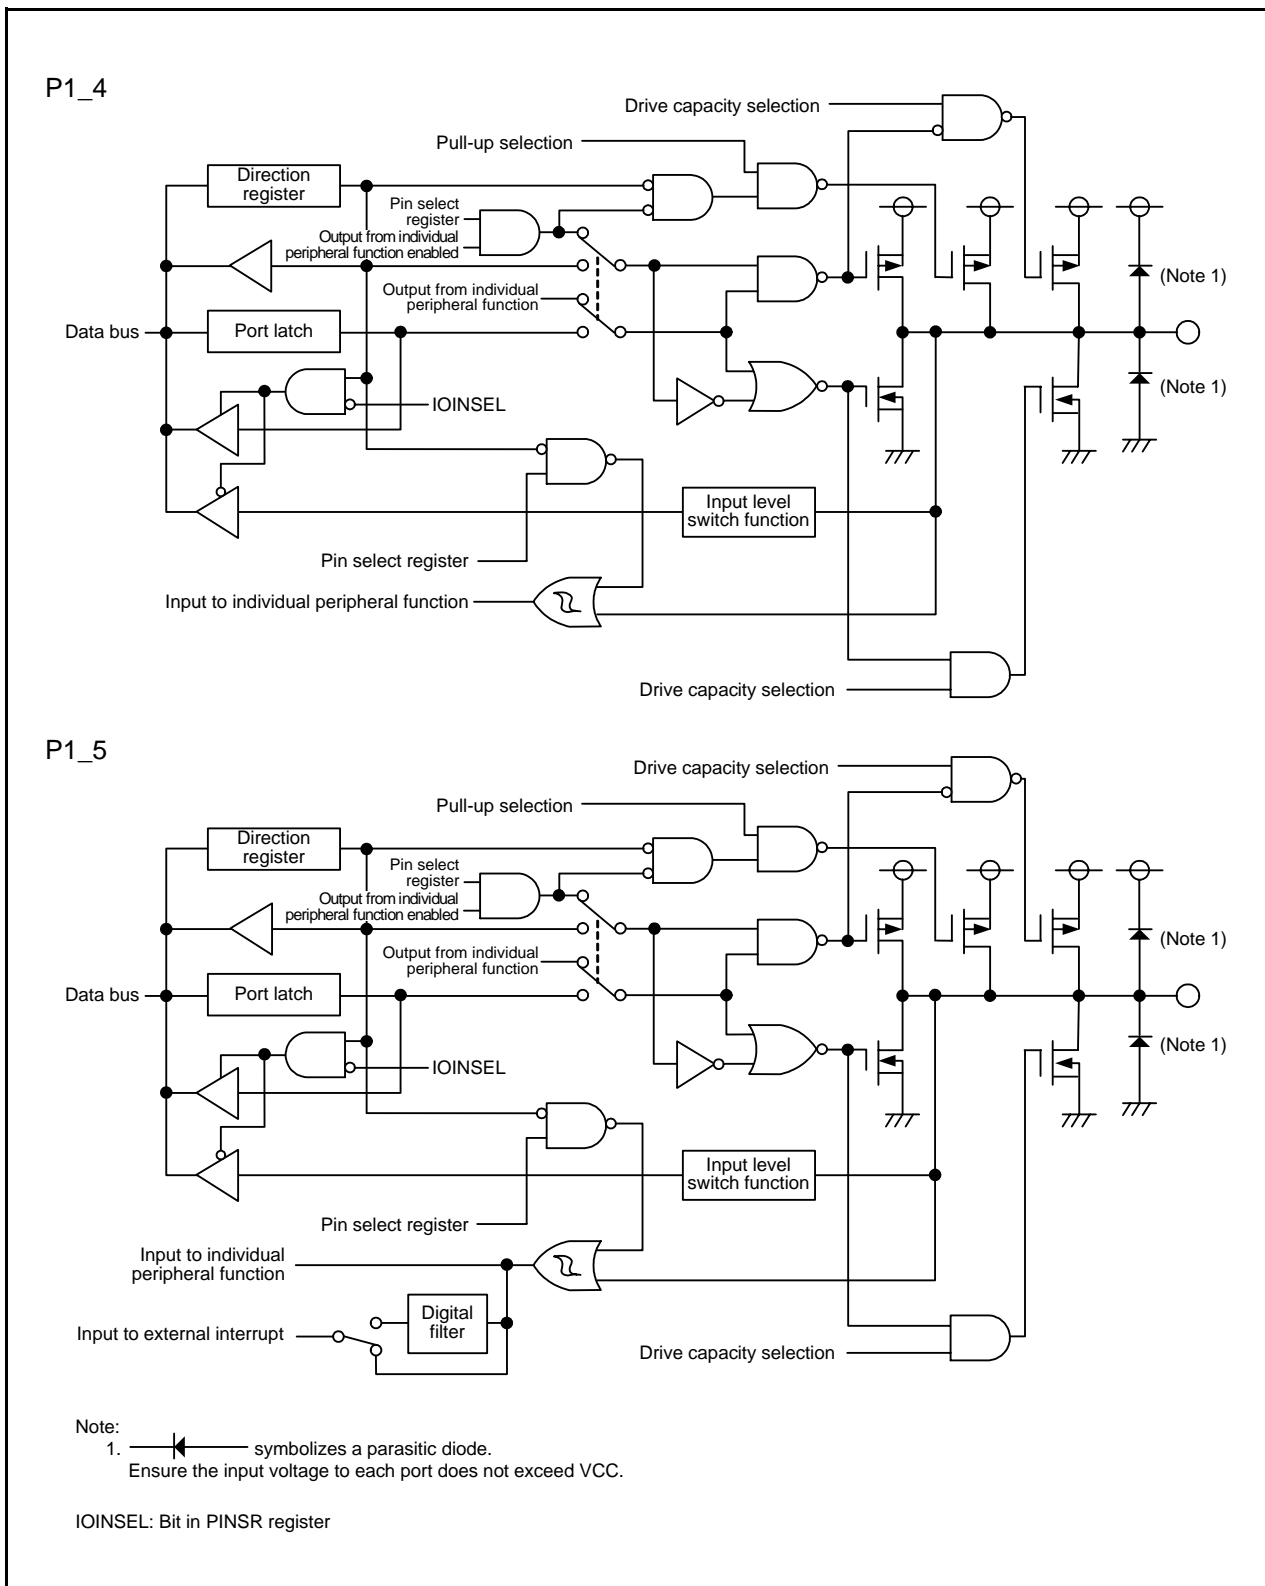 P1_4
Drive capacity selection
Pull-up selection
Direction
register
Pin select
register
Output from individual
peripheral function enabled
Output from individual
peripheral function
(Note 1)
Data bus
Port latch
(Note 1)
IOINSEL
Input level
switch function
Pin select register
Input to individual peripheral function
Drive capacity selection
P1_5
Drive capacity selection
Pull-up selection
Direction
register
Pin select
register
Output from individual
peripheral function enabled
Output from individual
peripheral function
(Note 1)
Data bus
Port latch
(Note 1)
IOINSEL
Input level
switch function
Pin select register
Input to individual
peripheral function
Digital
filter
Input to external interrupt
Drive capacity selection
Note:
1. symbolizes a parasitic diode.
Ensure the input voltage to each port does not exceed VCC.
IOINSEL: Bit in PINSR register